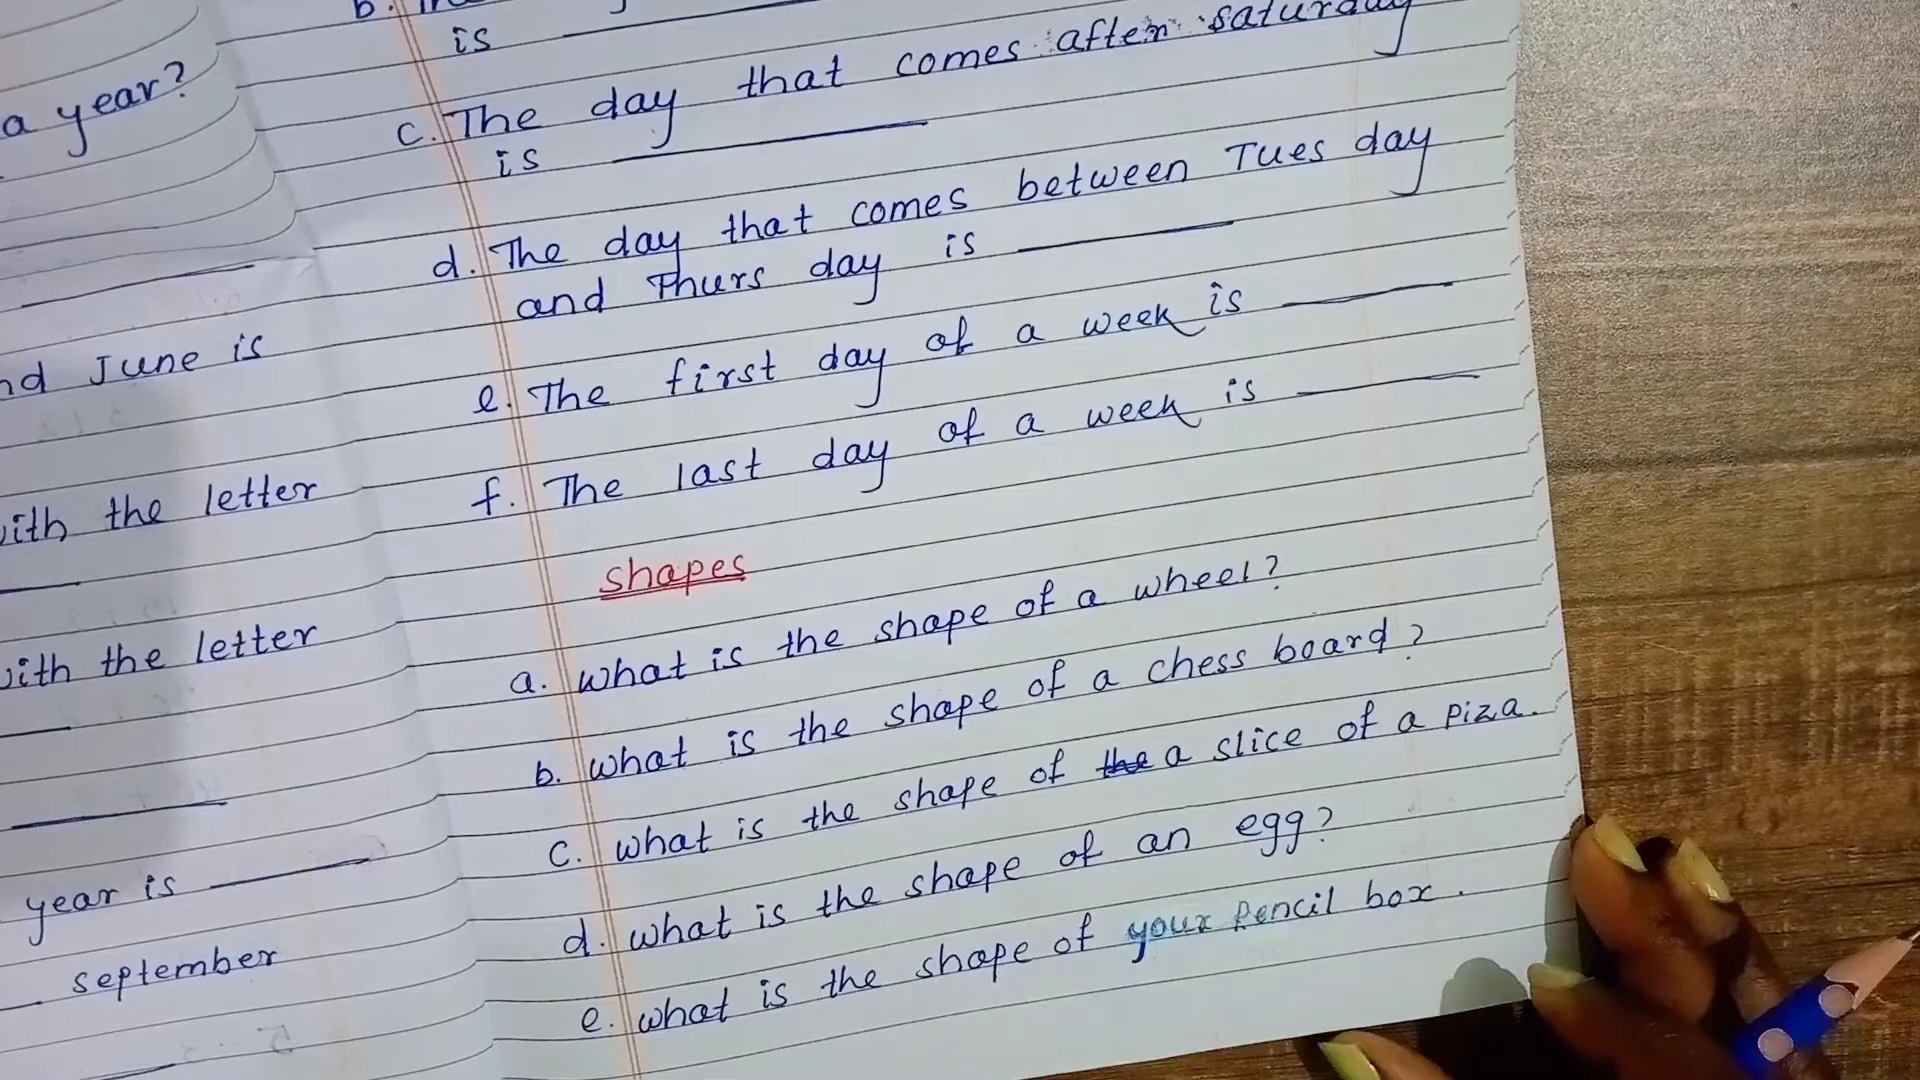 a year?
June is
with the letter
with the letter
year is
september
b.
is
c. The day that comes after saturday
is
d. The day that comes between Tues day
and Thurs day is
e. The first day of a week is
f. The last day of a week is
shapes
a. what is the shape of a wheel?
b. what is the shape of a chess board?
c. what is the shape of the a slice of a piza.
d. what is the shape of an egg?
e. what is the shape of your pencil box.